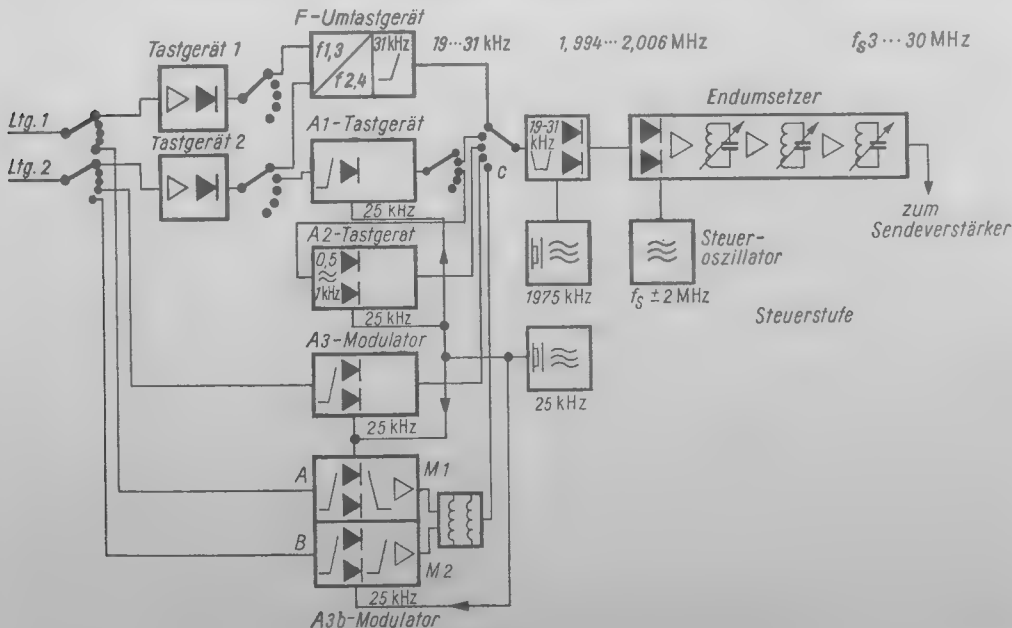 F-Umtastgerät
Tastgerät 1
f1,3
f2,4
31kHz
19...31 kHz
1,994...2,006 MHz
fs3...30 MHz
Ltg. 1
Ltg. 2
Tastgerät 2
A1-Tastgerät
25 kHz
C
19-31
kHz
Endumsetzer
zum
Sendeverstärker
A2-Tastgerät
0,5
1kHz
25 kHz
1975 kHz
Steuer-
oszillator
fs ± 2 MHz
Steuerstufe
A3-Modulator
25 kHz
25 kHz
A
M1
B
M2
25 kHz
A3b-Modulator